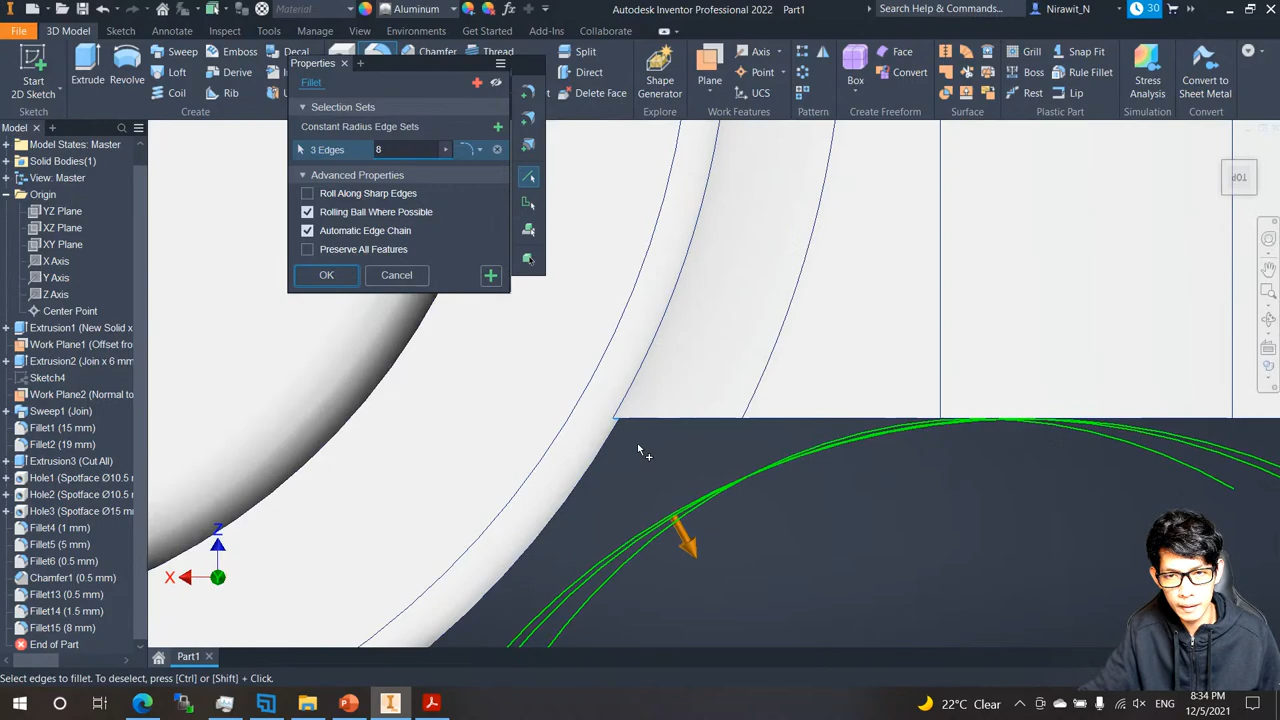 Material
Aluminum
Autodesk Inventor Professional 2022 Part1
Search Help & Commands...
Nirawit_N
30
File
3D Model
Sketch
Annotate
Inspect
Tools
Manage
View
Environments
Get Started
Add-Ins
Collaborate
Start
2D Sketch
Sketch
Extrude
Revolve
Sweep
Loft
Coil
Emboss
Derive
Rib
Decal
Create
Chamfer
Thread
Split
Direct
Delete Face
Shape
Generator
Explore
Plane
Axis
Point
UCS
Work Features
Box
Face
Convert
Create Freeform
Surface
Grill
Boss
Rest
Snap Fit
Rule Fillet
Lip
Plastic Part
Stress
Analysis
Simulation
Convert to
Sheet Metal
Convert
Model
Model States: Master
Solid Bodies(1)
View: Master
Origin
YZ Plane
XZ Plane
XY Plane
X Axis
Y Axis
Z Axis
Center Point
Extrusion1 (New Solid x
Work Plane1 (Offset fron
Extrusion2 (Join x 6 mm
Sketch4
Work Plane2 (Normal to
Sweep1 (Join)
Fillet1 (15 mm)
Fillet2 (19 mm)
Extrusion3 (Cut All)
Hole1 (Spotface Ø10.5 r
Hole2 (Spotface Ø10.5 r
Hole3 (Spotface Ø15 m
Fillet4 (1 mm)
Fillet5 (5 mm)
Fillet6 (0.5 mm)
Chamfer1 (0.5 mm)
Fillet13 (0.5 mm)
Fillet14 (1.5 mm)
Fillet15 (8 mm)
End of Part
Properties
Fillet
Selection Sets
Constant Radius Edge Sets
3 Edges 8
Advanced Properties
Roll Along Sharp Edges
Rolling Ball Where Possible
Automatic Edge Chain
Preserve All Features
OK Cancel
TOP
Z
X
Part1
Select edges to fillet. To deselect, press [Ctrl] or [Shift] + Click.
22°C Clear
ENG
8:34 PM
12/5/2021